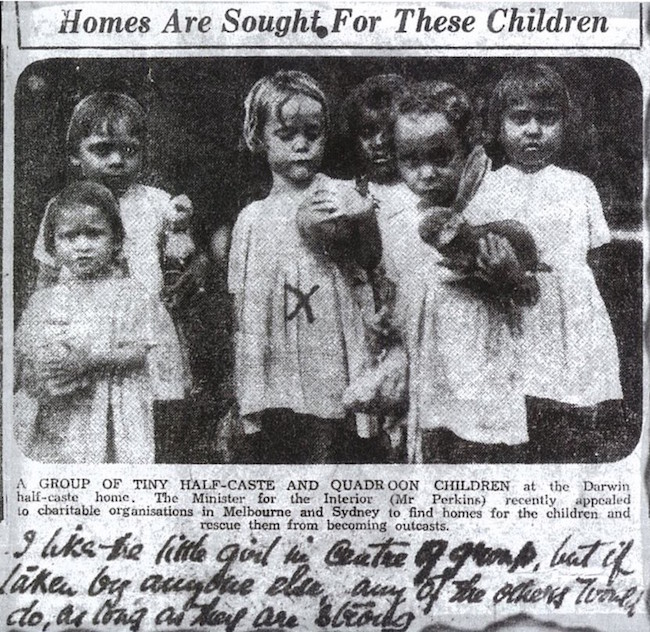 Homes Are Sought For These Children
X
A GROUP OF TINY HALF-CASTE AND QUADROON CHILDREN at the Darwin
half-caste home. The Minister for the Interior (Mr Perkins) recently appealed
to charitable organisations in Melbourne and Sydney to find homes for the children and
rescue them from becoming outcasts.
I like the little girl in centre of group, but if
taken by anyone else, any of the others would
do, as long as they are strong